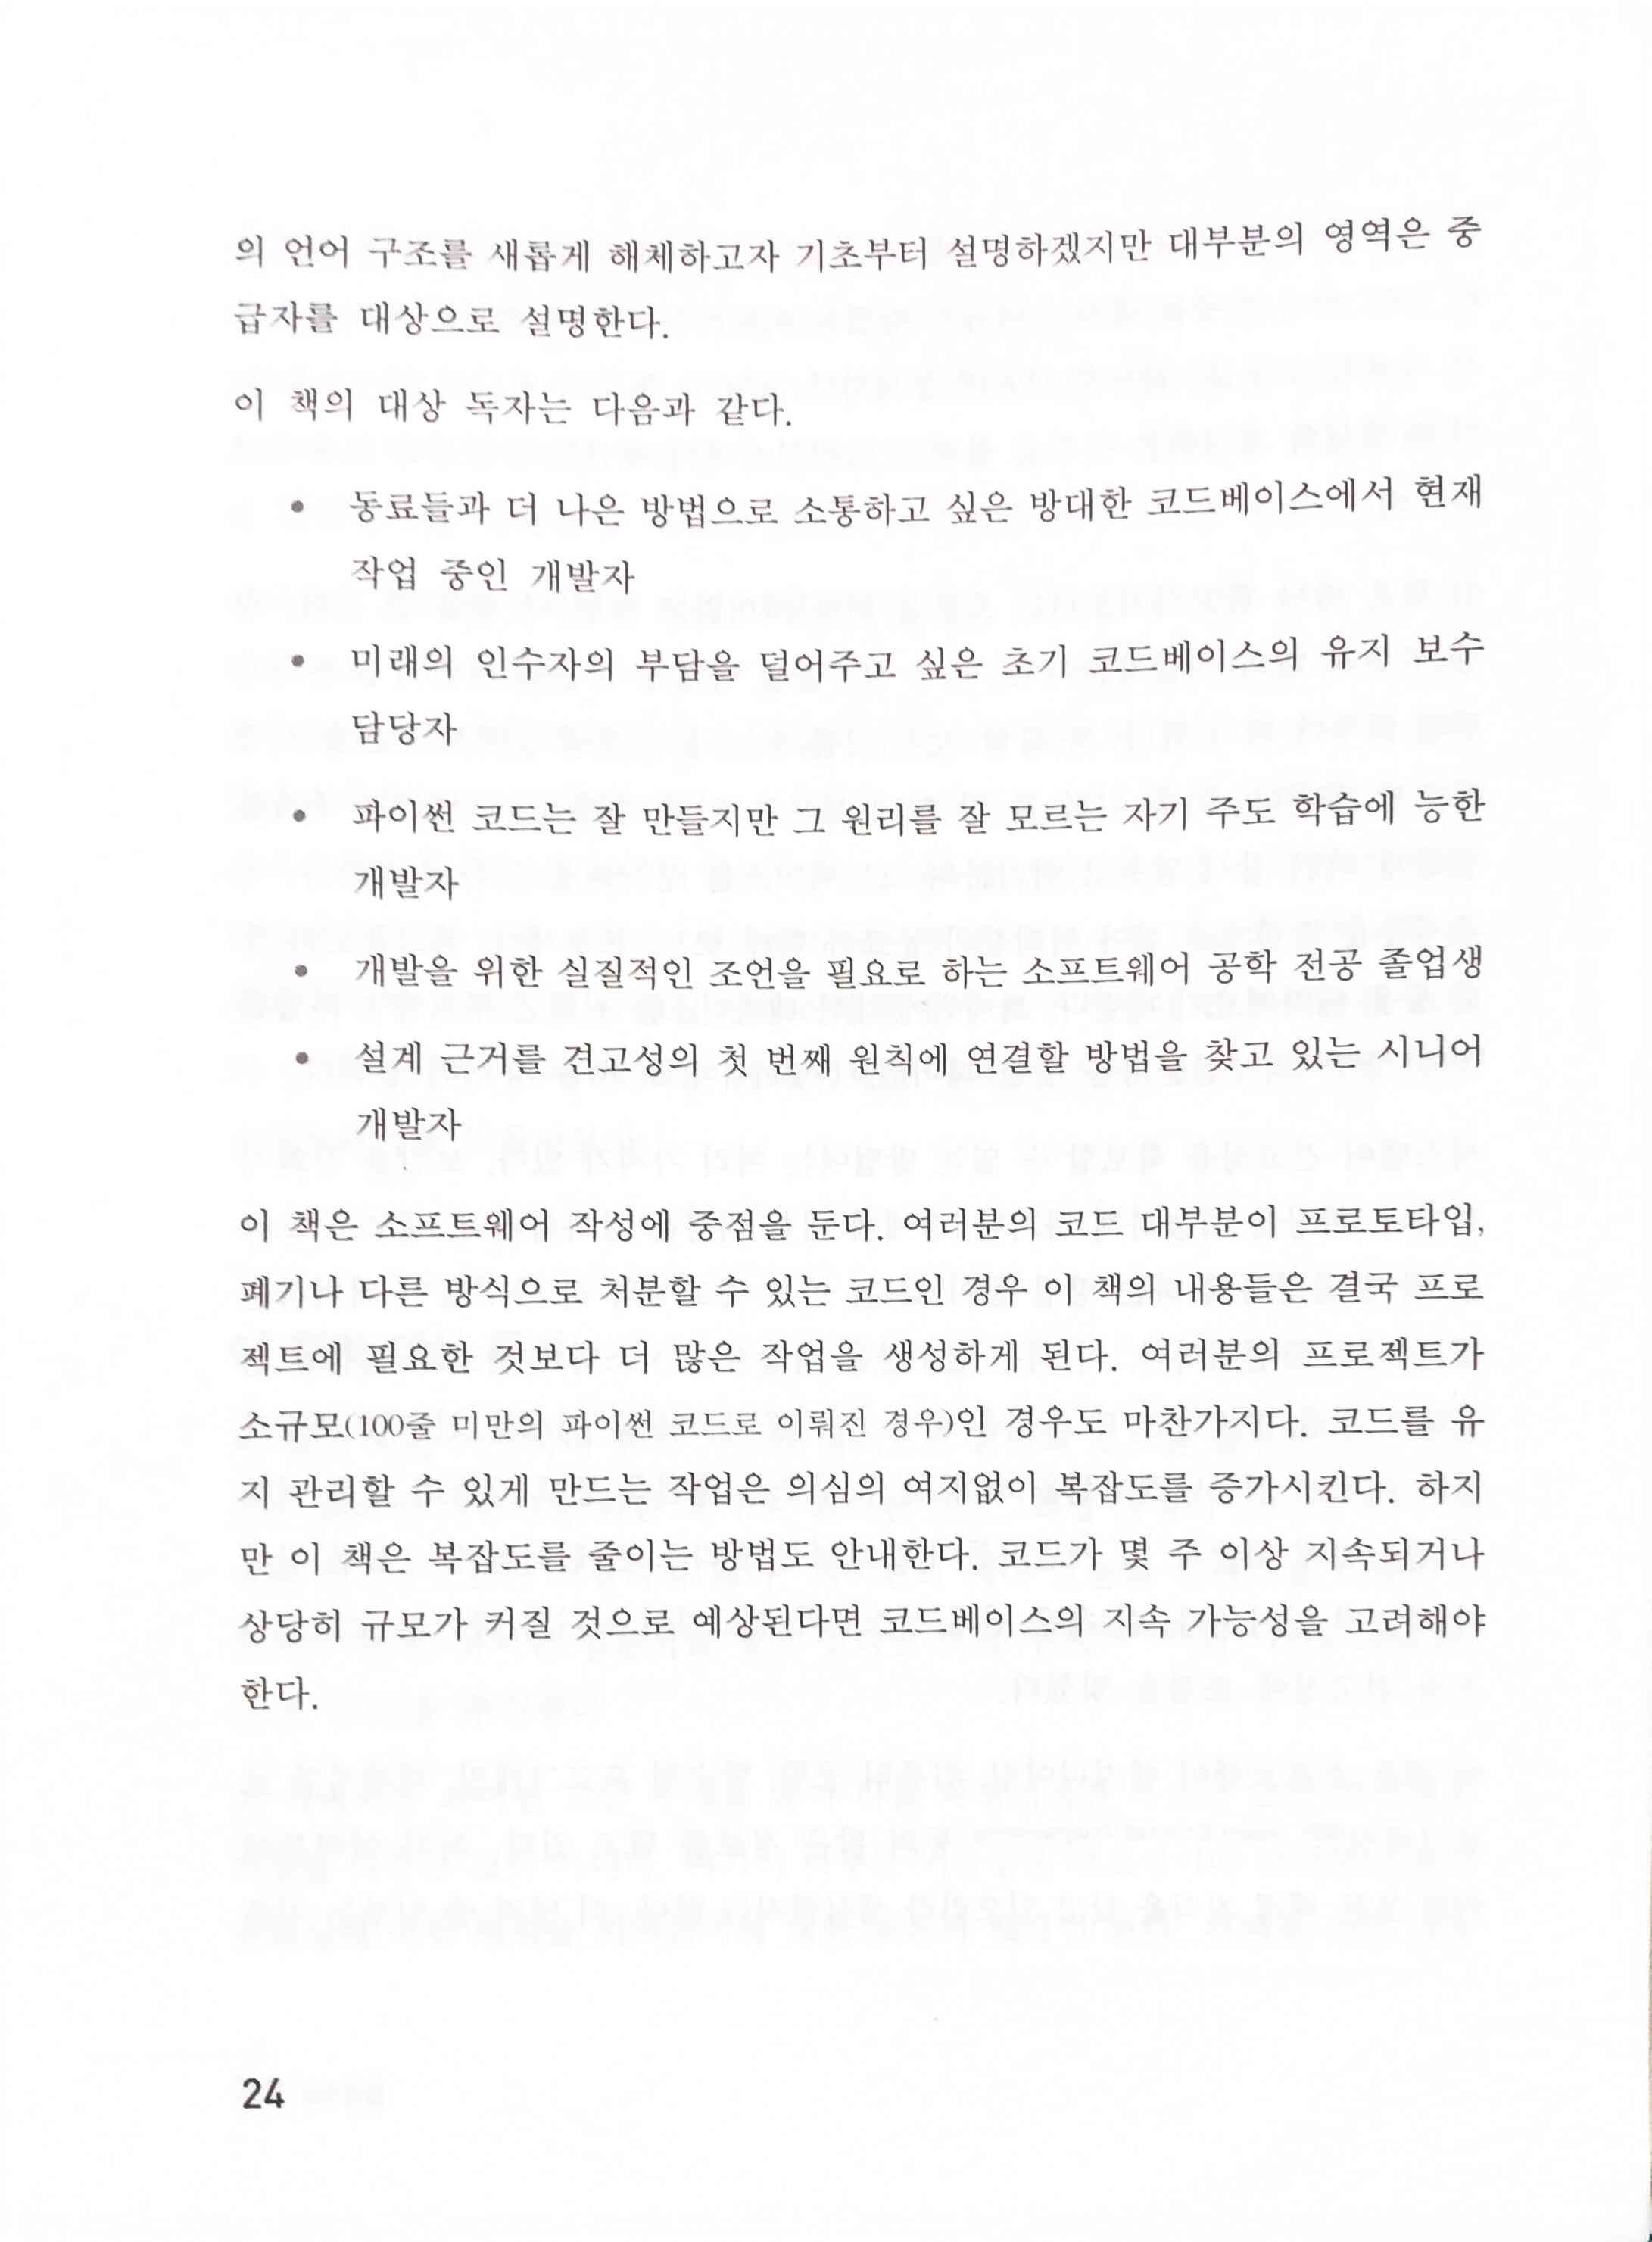 의 언어 구조를 새롭게 해체하고자 기초부터 설명하겠지만 대부분의 영역은 중
급자를 대상으로 설명한다.
이 책의 대상 독자는 다음과 같다.
• 동료들과 더 나은 방법으로 소통하고 싶은 방대한 코드베이스에서 현재
작업 중인 개발자
• 미래의 인수자의 부담을 덜어주고 싶은 초기 코드베이스의 유지 보수
담당자
• 파이썬 코드는 잘 만들지만 그 원리를 잘 모르는 자기 주도 학습에 능한
개발자
• 개발을 위한 실질적인 조언을 필요로 하는 소프트웨어 공학 전공 졸업생
• 설계 근거를 견고성의 첫 번째 원칙에 연결할 방법을 찾고 있는 시니어
개발자
이 책은 소프트웨어 작성에 중점을 둔다. 여러분의 코드 대부분이 프로토타입,
폐기나 다른 방식으로 처분할 수 있는 코드인 경우 이 책의 내용들은 결국 프로
젝트에 필요한 것보다 더 많은 작업을 생성하게 된다. 여러분의 프로젝트가
소규모(100줄 미만의 파이썬 코드로 이뤄진 경우)인 경우도 마찬가지다. 코드를 유
지 관리할 수 있게 만드는 작업은 의심의 여지없이 복잡도를 증가시킨다. 하지
만 이 책은 복잡도를 줄이는 방법도 안내한다. 코드가 몇 주 이상 지속되거나
상당히 규모가 커질 것으로 예상된다면 코드베이스의 지속 가능성을 고려해야
한다.
24